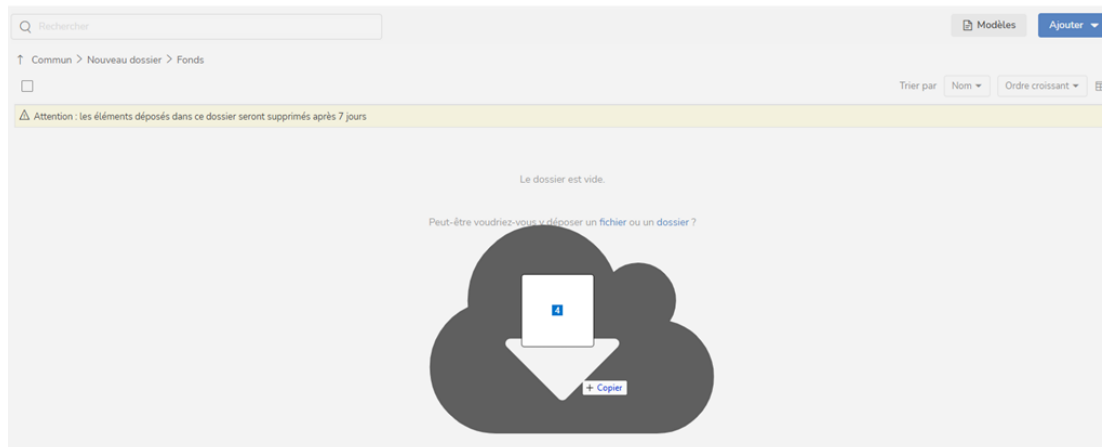 Rechercher
Modèles
Ajouter
Commun > Nouveau dossier > Fonds
Trier par Nom Ordre croissant
Attention : les éléments déposés dans ce dossier seront supprimés après 7 jours
Le dossier est vide.
Peut-être voudriez-vous y déposer un fichier ou un dossier ?
4
+ Copier